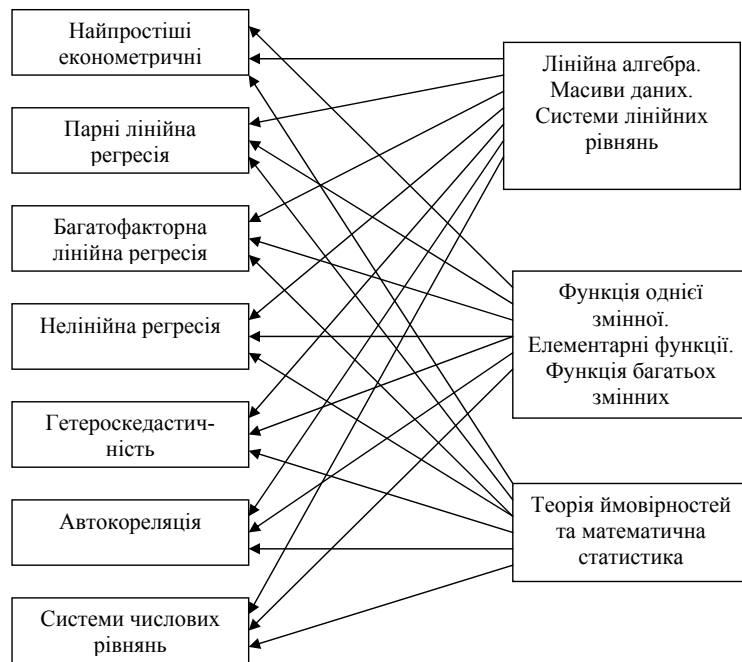 Найпростіші
економетричні
Парні лінійна
регресія
Багатофакторна
лінійна регресія
Нелінійна регресія
Гетероскедастич-
ність
Автокореляція
Системи числових
рівнянь
Лінійна алгебра.
Масиви даних.
Системи лінійних
рівнянь
Функція однієї
змінної.
Елементарні функції.
Функція багатьох
змінних
Теорія ймовірностей
та математична
статистика